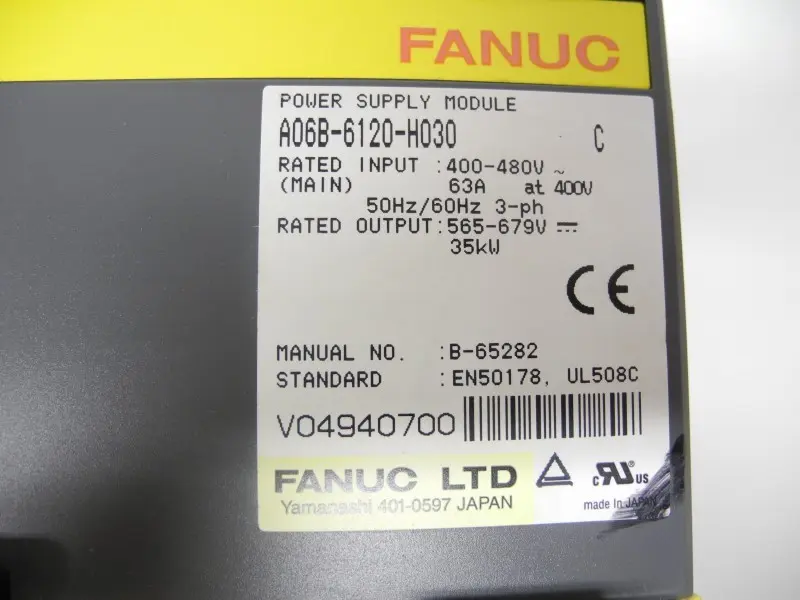 FANUC
POWER SUPPLY MODULE
A06B-6120-H030 C
RATED INPUT :400-480V ~
(MAIN) 63A at 400V
50Hz/60Hz 3-ph
RATED OUTPUT:565-679V ⎓
35kW
CE
MANUAL NO. :B-65282
STANDARD :EN50178, UL508C
V04940700
FANUC LTD
Yamanashi 401-0597 JAPAN
c RU us
made in JAPAN